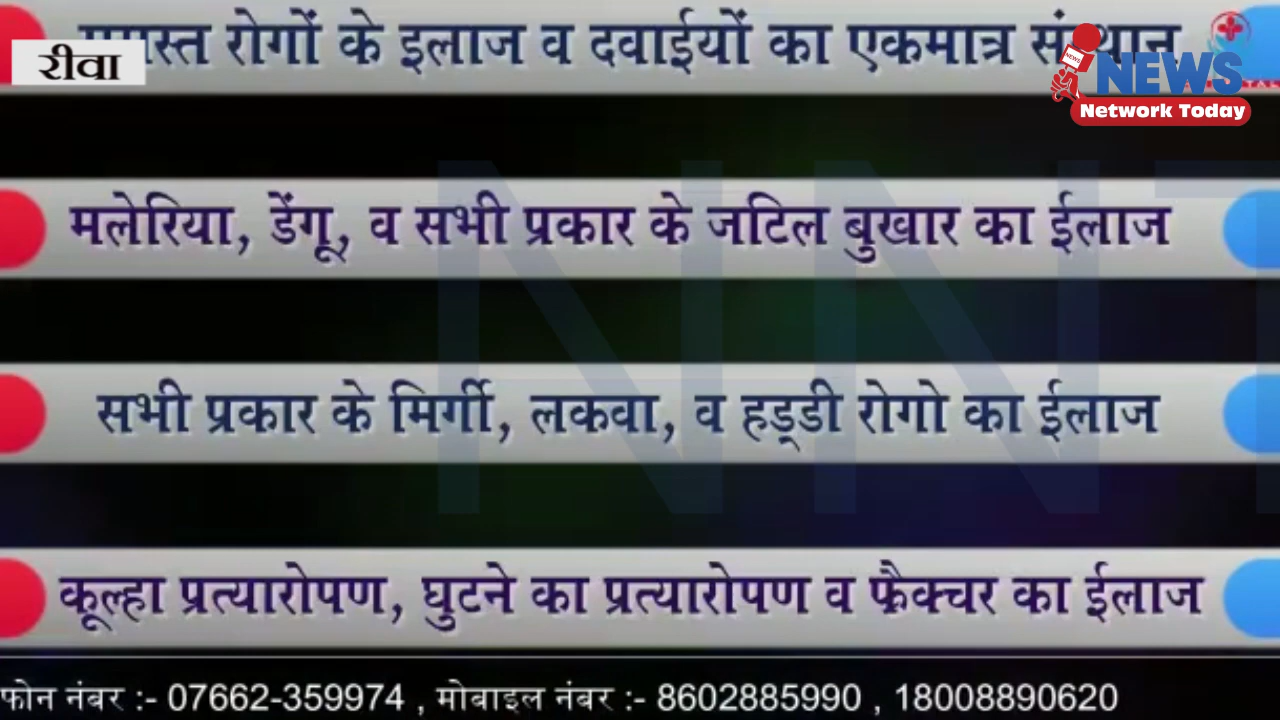 रोगों के इलाज व दवाईयों का एकमात्र
रीवा
NEWS
Network Today
मलेरिया, डेंगू, व सभी प्रकार के जटिल बुखार का ईलाज
सभी प्रकार के मिर्गी, लकवा, व हड्डी रोगो का ईलाज
कूल्हा प्रत्यारोपण, घुटने का प्रत्यारोपण व फ्रैक्चर का ईलाज
फोन नंबर :- 07662-359974 , मोबाइल नंबर :- 8602885990 , 18008890620
NNT